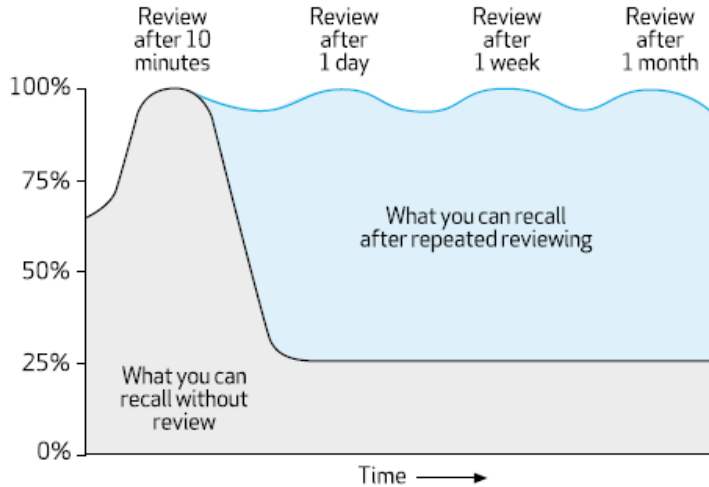 Review
after 10
minutes
Review
after
1 day
Review
after
1 week
Review
after
1 month
100%
75%
50%
25%
0%
What you can recall
after repeated reviewing
What you can
recall without
review
Time